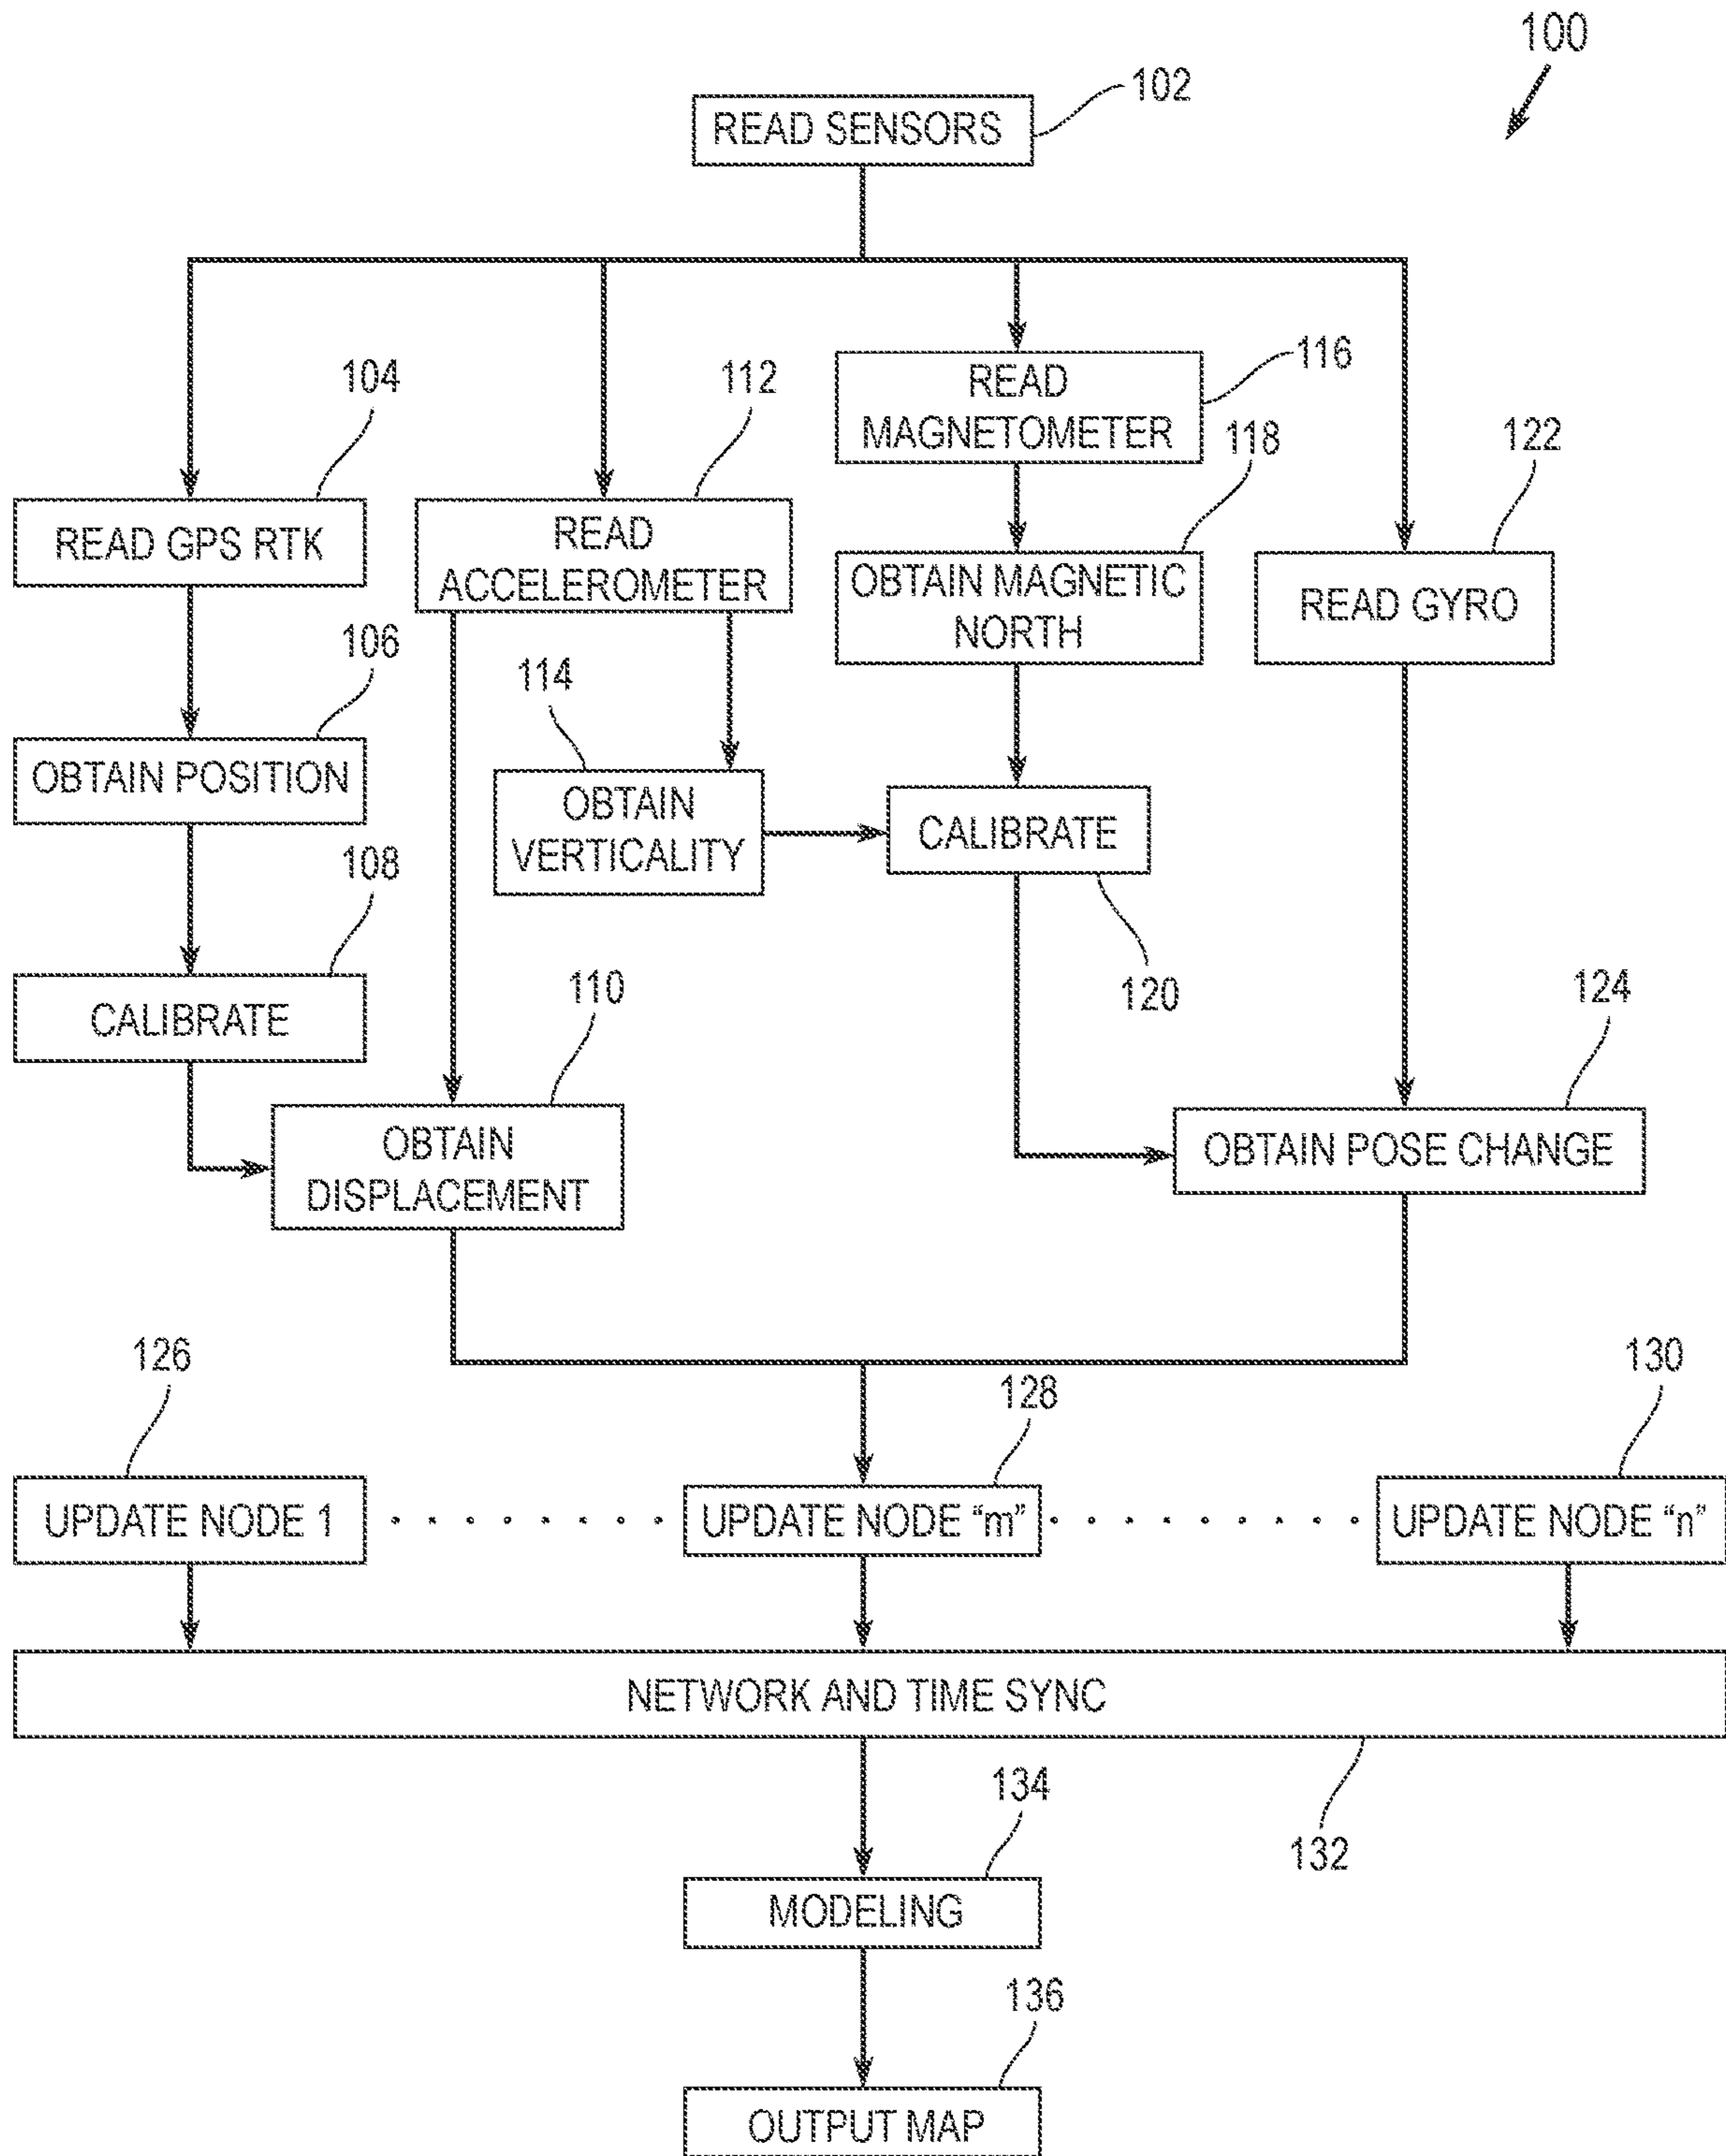 100
102
READ SENSORS
104
112
READ
MAGNETOMETER
116
118
122
READ GPS RTK
READ
ACCELEROMETER
OBTAIN MAGNETIC
NORTH
READ GYRO
106
114
OBTAIN POSITION
OBTAIN
VERTICALITY
CALIBRATE
108
120
CALIBRATE
110
124
OBTAIN
DISPLACEMENT
OBTAIN POSE CHANGE
126
128
130
UPDATE NODE 1
UPDATE NODE “m”
UPDATE NODE “n”
NETWORK AND TIME SYNC
132
134
MODELING
136
OUTPUT MAP